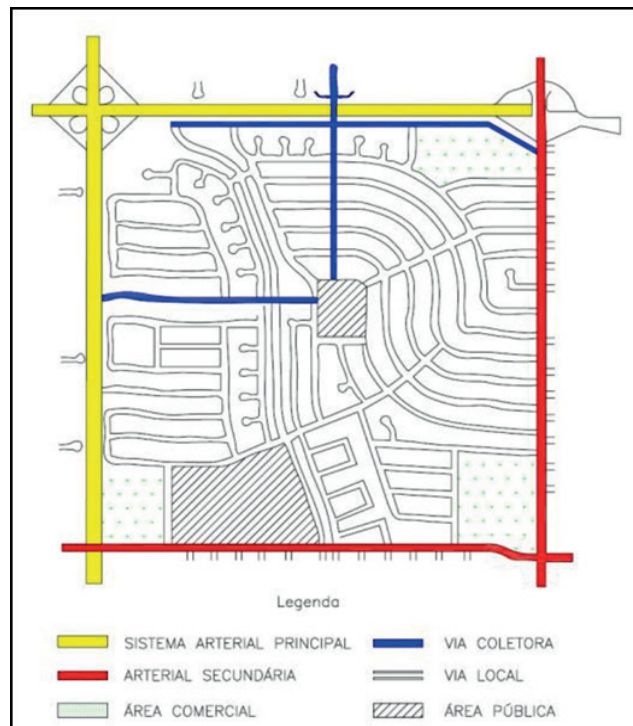 Legenda
SISTEMA ARTERIAL PRINCIPAL
VIA COLETORA
ARTERIAL SECUNDÁRIA
VIA LOCAL
ÁREA COMERCIAL
ÁREA PÚBLICA